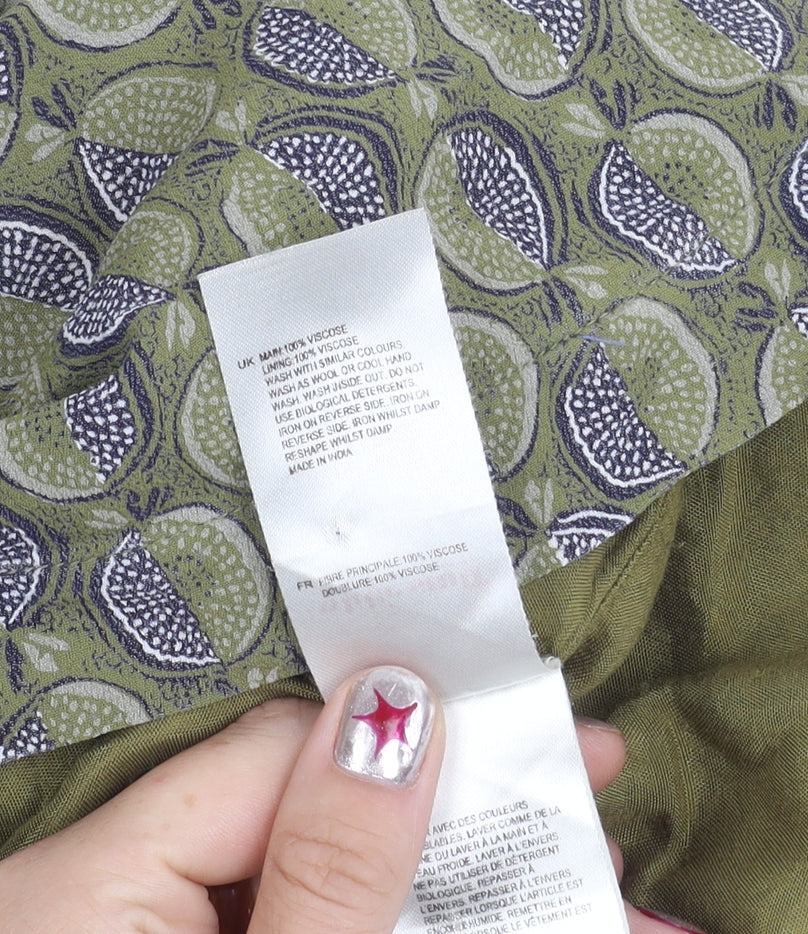 UK MAIN:100% VISCOSE
LINING:100% VISCOSE
WASH WITH SIMILAR COLOURS.
WASH AS WOOL OR COOL HAND
WASH. WASH INSIDE OUT. DO NOT
USE BIOLOGICAL DETERGENTS.
IRON ON REVERSE SIDE. IRON ON
REVERSE SIDE. IRON WHILST DAMP
RESHAPE WHILST DAMP
MADE IN INDIA
FR FIBRE PRINCIPALE:100% VISCOSE
DOUBLURE:100% VISCOSE
AVEC DES COULEURS
LAVER COMME DE LA
DU LAVER À LA MAIN ET À
EAU FROIDE. LAVER À L'ENVERS
NE PAS UTILISER DE DÉTERGENT
BIOLOGIQUE. REPASSER À
L'ENVERS. REPASSER À L'ENVERS
REPASSER LORSQUE L'ARTICLE EST
ENCORE HUMIDE. REMETTRE EN
LORSQUE LE VÊTEMENT EST